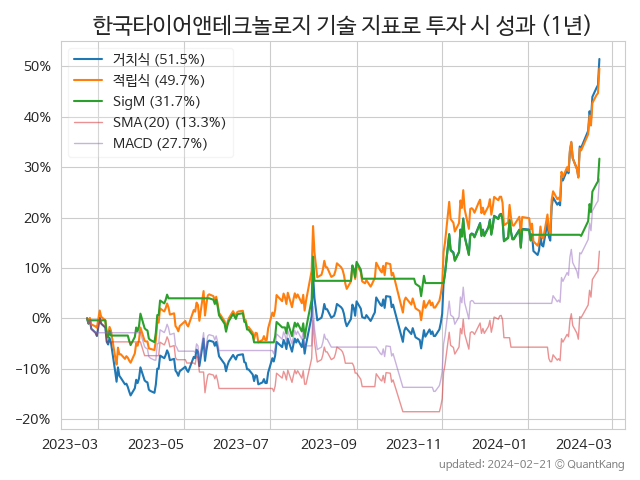 한국타이어앤테크놀로지 기술 지표로 투자 시 성과 (1년)
거치식 (51.5%)
적립식 (49.7%)
SigM (31.7%)
SMA(20) (13.3%)
MACD (27.7%)
50%
40%
30%
20%
10%
0%
−10%
−20%
2023-03 2023-05 2023-07 2023-09 2023-11 2024-01 2024-03
updated: 2024-02-21 © QuantKang